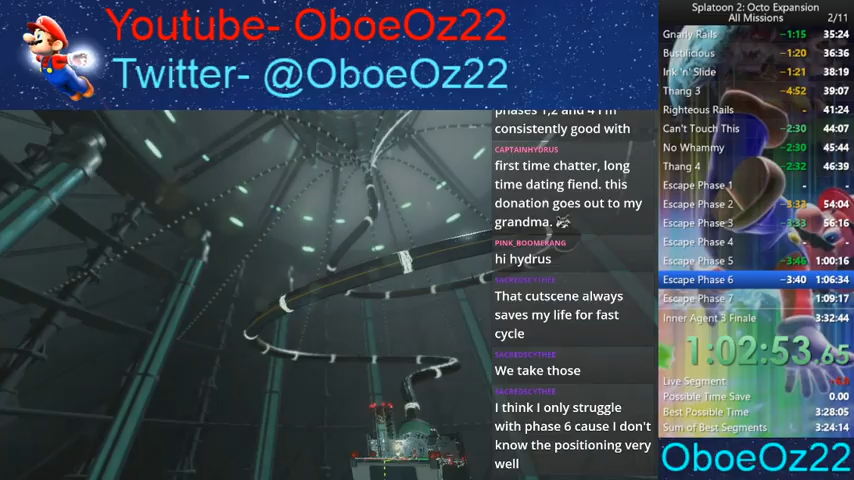 Youtube- OboeOz22
Twitter- @OboeOz22
phases 1,2 and 4 I'm
consistently good with
CAPTAINHYDRUS
first time chatter, long
time dating fiend. this
donation goes out to my
grandma.
PINK_BOOMERANG
hi hydrus
SACREDSCYTHEE
That cutscene always
saves my life for fast
cycle
SACREDSCYTHEE
We take those
SACREDSCYTHEE
I think I only struggle
with phase 6 cause I don't
know the positioning very
well
Splatoon 2: Octo Expansion
All Missions 2/11
Gnarly Rails -1:15 35:24
Bustilicious -1:20 36:36
Ink 'n' Slide -1:21 38:19
Thang 3 -4:52 39:07
Righteous Rails - 41:24
Can't Touch This -2:30 44:07
No Whammy -2:30 45:44
Thang 4 -2:32 46:39
Escape Phase 1 - -
Escape Phase 2 -3:33 54:04
Escape Phase 3 -3:33 56:16
Escape Phase 4 - -
Escape Phase 5 -3:46 1:00:16
Escape Phase 6 -3:40 1:06:34
Escape Phase 7 1:09:17
Inner Agent 3 Finale 3:32:44
1:02:53.65
Live Segment:
Possible Time Save 0.00
Best Possible Time 3:28:05
Sum of Best Segments 3:24:14
OboeOz22